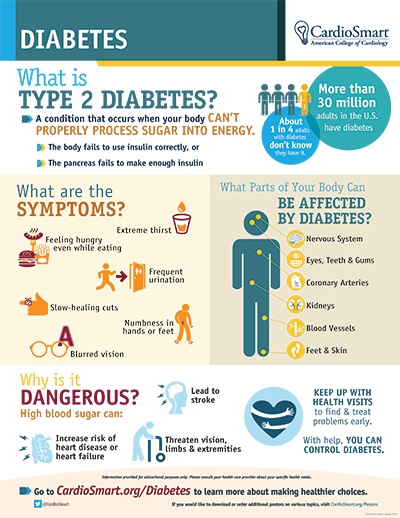 DIABETES
CardioSmart
American College of Cardiology
What is
TYPE 2 DIABETES?
A condition that occurs when your body CAN'T
PROPERLY PROCESS SUGAR INTO ENERGY.
The body fails to use insulin correctly, or
The pancreas fails to make enough insulin
About
1 in 4 adults
with diabetes
don't know
they have it.
More than
30 million
adults in the U.S.
have diabetes
What are the
SYMPTOMS?
Extreme thirst
Feeling hungry
even while eating
Frequent
urination
Slow-healing cuts
Numbness in
hands or feet
A
Blurred vision
What Parts of Your Body Can
BE AFFECTED
BY DIABETES?
Nervous System
Eyes, Teeth & Gums
Coronary Arteries
Kidneys
Blood Vessels
Feet & Skin
Why is it
DANGEROUS?
High blood sugar can:
Lead to
stroke
Increase risk of
heart disease or
heart failure
Threaten vision,
limbs & extremities
KEEP UP WITH
HEALTH VISITS
to find & treat
problems early.
With help, YOU CAN
CONTROL DIABETES.
Information provided for educational purposes only. Please consult your health care provider about your specific health needs.
Go to CardioSmart.org/Diabetes to learn more about making healthier choices.
@CardioSmart
If you would like to download or order additional posters on various topics, visit CardioSmart.org/Posters